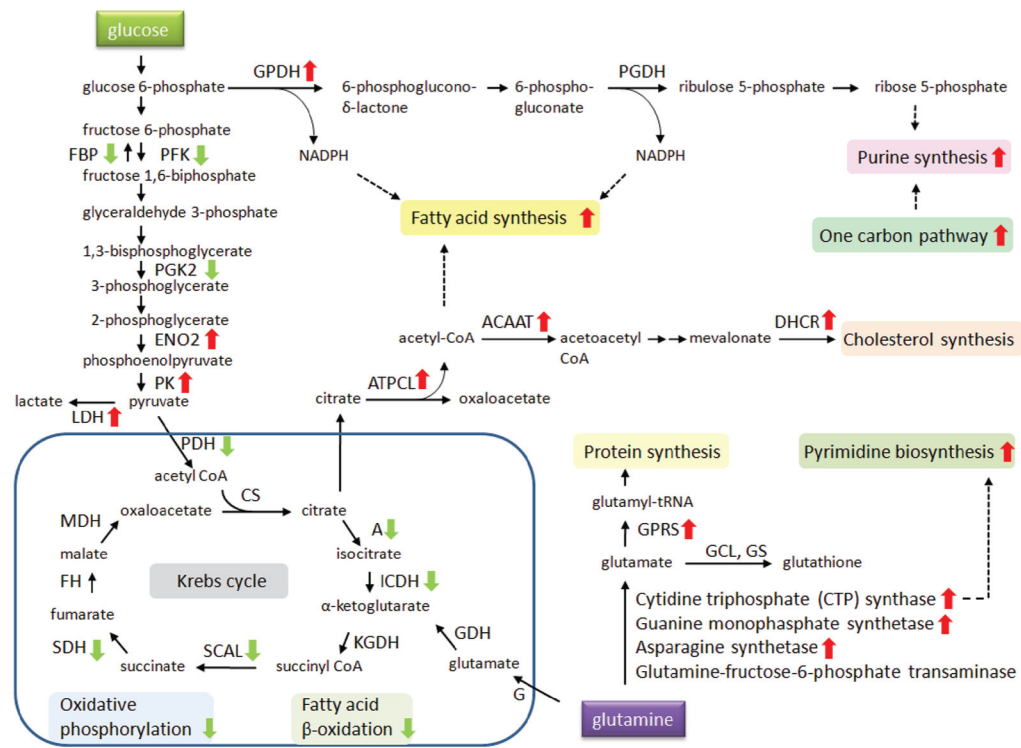 glucose
glucose 6-phosphate
GPDH
6-phosphoglucono-
δ-lactone
6-phospho-
gluconate
PGDH
ribulose 5-phosphate
ribose 5-phosphate
NADPH
NADPH
fructose 6-phosphate
FBP
PFK
fructose 1,6-biphosphate
glyceraldehyde 3-phosphate
1,3-bisphosphoglycerate
PGK2
3-phosphoglycerate
2-phosphoglycerate
ENO2
phosphoenolpyruvate
PK
lactate
pyruvate
LDH
Purine synthesis
Fatty acid synthesis
One carbon pathway
acetyl-CoA
ACAAT
acetoacetyl
CoA
mevalonate
DHCR
Cholesterol synthesis
citrate
ATPCL
oxaloacetate
PDH
acetyl CoA
CS
oxaloacetate
citrate
MDH
malate
A
isocitrate
FH
Krebs cycle
ICDH
α-ketoglutarate
fumarate
SDH
KGDH
GDH
succinate
SCAL
succinyl CoA
glutamate
G
Oxidative
phosphorylation
Fatty acid
β-oxidation
Protein synthesis
Pyrimidine biosynthesis
glutamyl-tRNA
GPRS
glutamate
GCL, GS
glutathione
Cytidine triphosphate (CTP) synthase
Guanine monophasphate synthetase
Asparagine synthetase
Glutamine-fructose-6-phosphate transaminase
glutamine